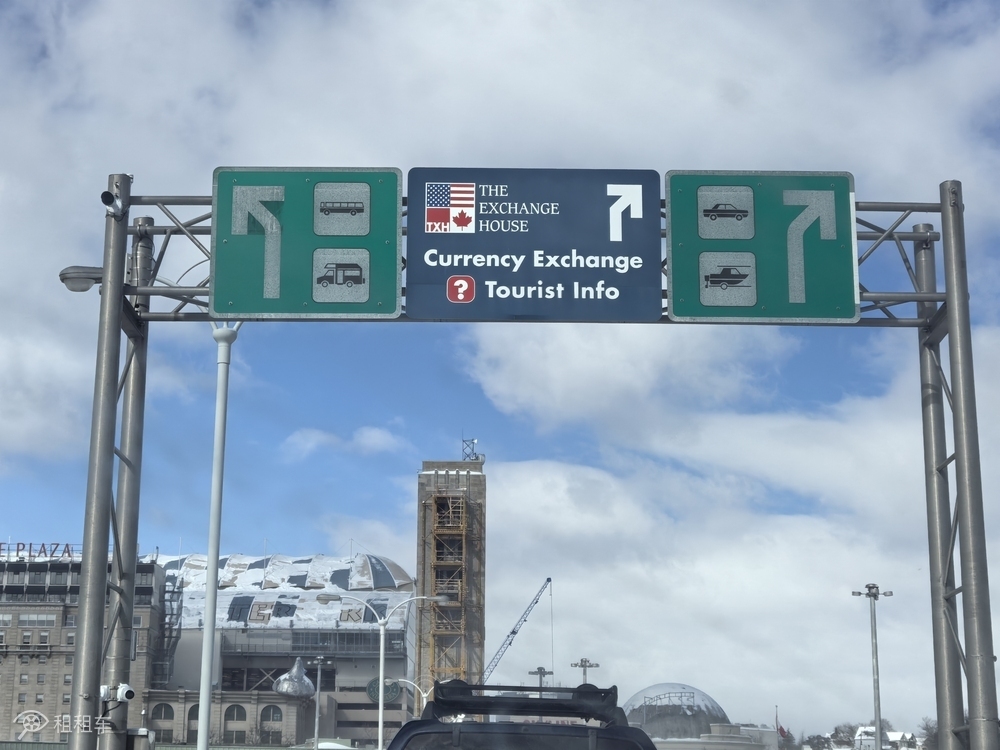 THE
EXCHANGE
HOUSE
TXH
Currency Exchange
? Tourist Info
E PLAZA
租租车